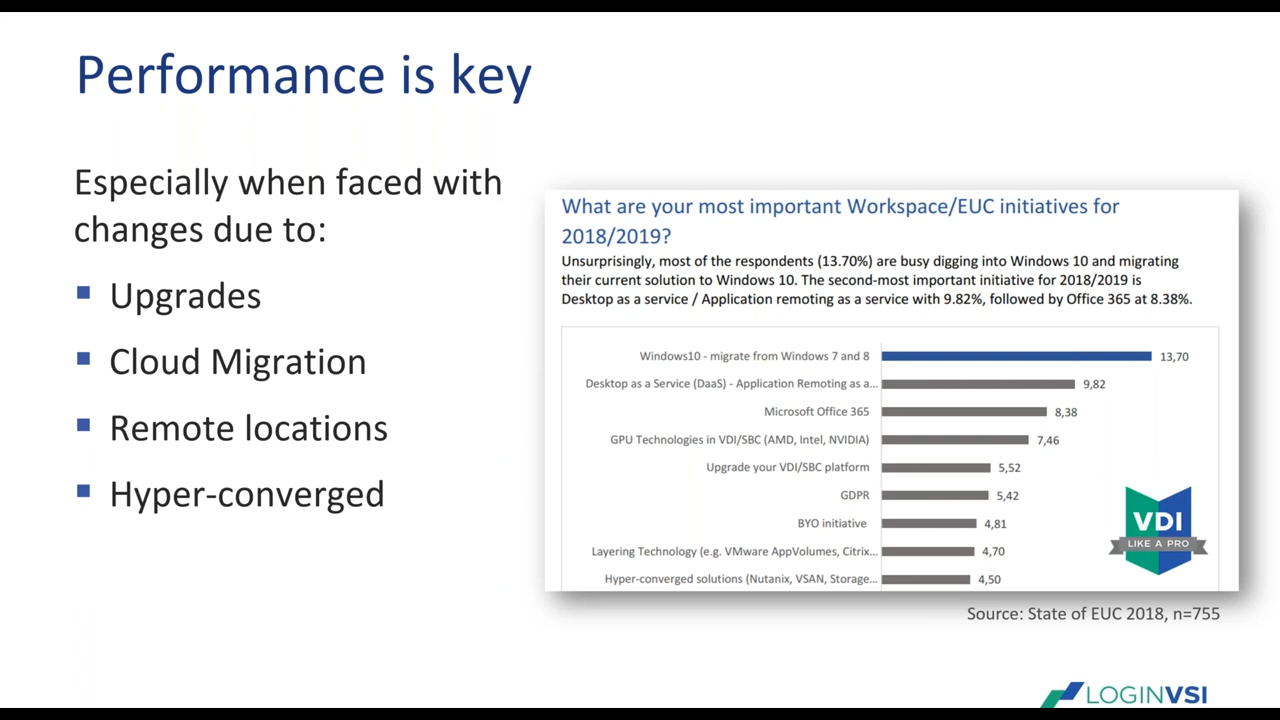 Performance is key
Especially when faced with
changes due to:
Upgrades
Cloud Migration
Remote locations
Hyper-converged
What are your most important Workspace/EUC initiatives for
2018/2019?
Unsurprisingly, most of the respondents (13.70%) are busy digging into Windows 10 and migrating
their current solution to Windows 10. The second-most important initiative for 2018/2019 is
Desktop as a service / Application remoting as a service with 9.82%, followed by Office 365 at 8.38%.
Windows10 - migrate from Windows 7 and 8 13,70
Desktop as a Service (DaaS) - Application Remoting as a... 9,82
Microsoft Office 365 8,38
GPU Technologies in VDI/SBC (AMD, Intel, NVIDIA) 7,46
Upgrade your VDI/SBC platform 5,52
GDPR 5,42
BYO initiative 4,81
Layering Technology (e.g. VMware AppVolumes, Citrix... 4,70
Hyper-converged solutions (Nutanix, VSAN, Storage... 4,50
VDI
LIKE A PRO
Source: State of EUC 2018, n=755
LOGINVSI